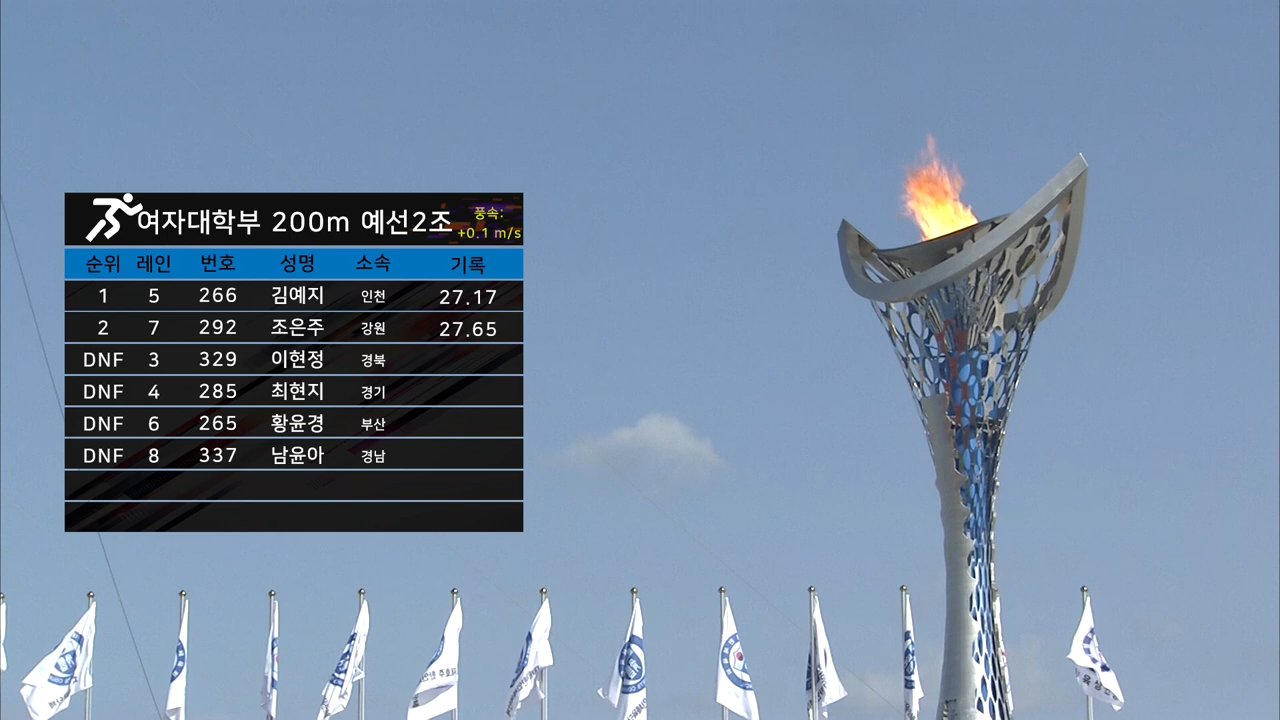 여자대학부 200m 예선2조
풍속:
+0.1 m/s
순위 레인 번호 성명 소속 기록
1 5 266 김예지 인천 27.17
2 7 292 조은주 강원 27.65
DNF 3 329 이현정 경북
DNF 4 285 최현지 경기
DNF 6 265 황윤경 부산
DNF 8 337 남윤아 경남